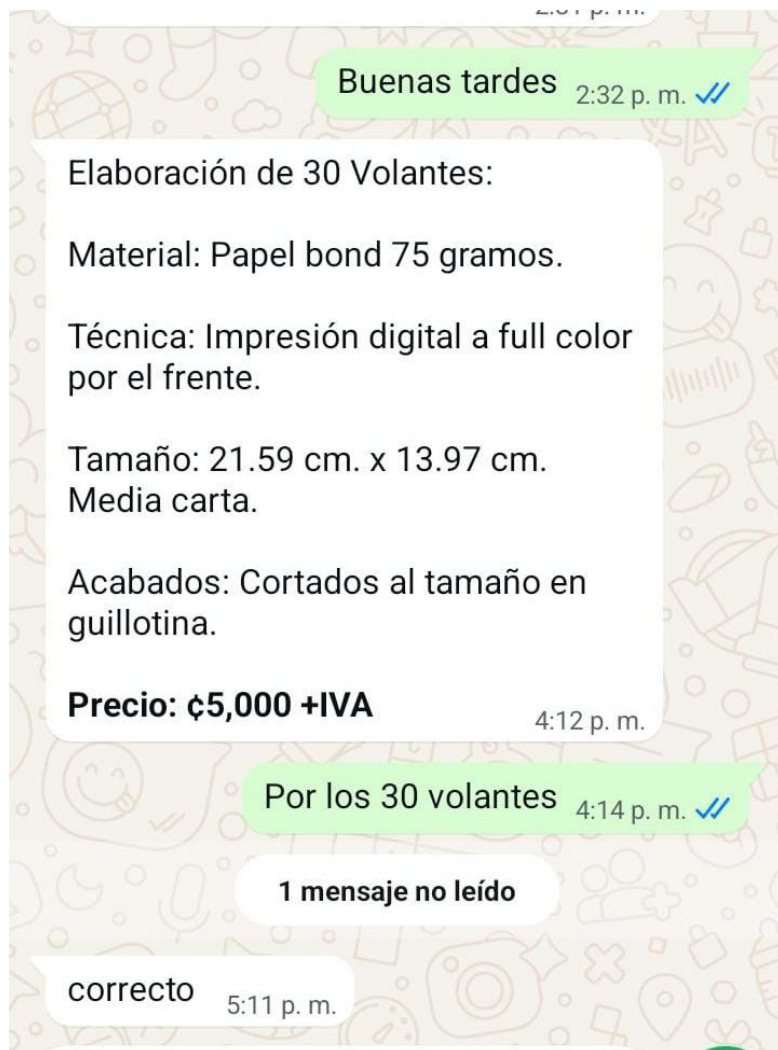 Buenas tardes 2:32 p. m.
Elaboración de 30 Volantes:
Material: Papel bond 75 gramos.
Técnica: Impresión digital a full color
por el frente.
Tamaño: 21.59 cm. x 13.97 cm.
Media carta.
Acabados: Cortados al tamaño en
guillotina.
Precio: ¢5,000 +IVA
4:12 p. m.
Por los 30 volantes 4:14 p. m.
1 mensaje no leído
correcto 5:11 p. m.